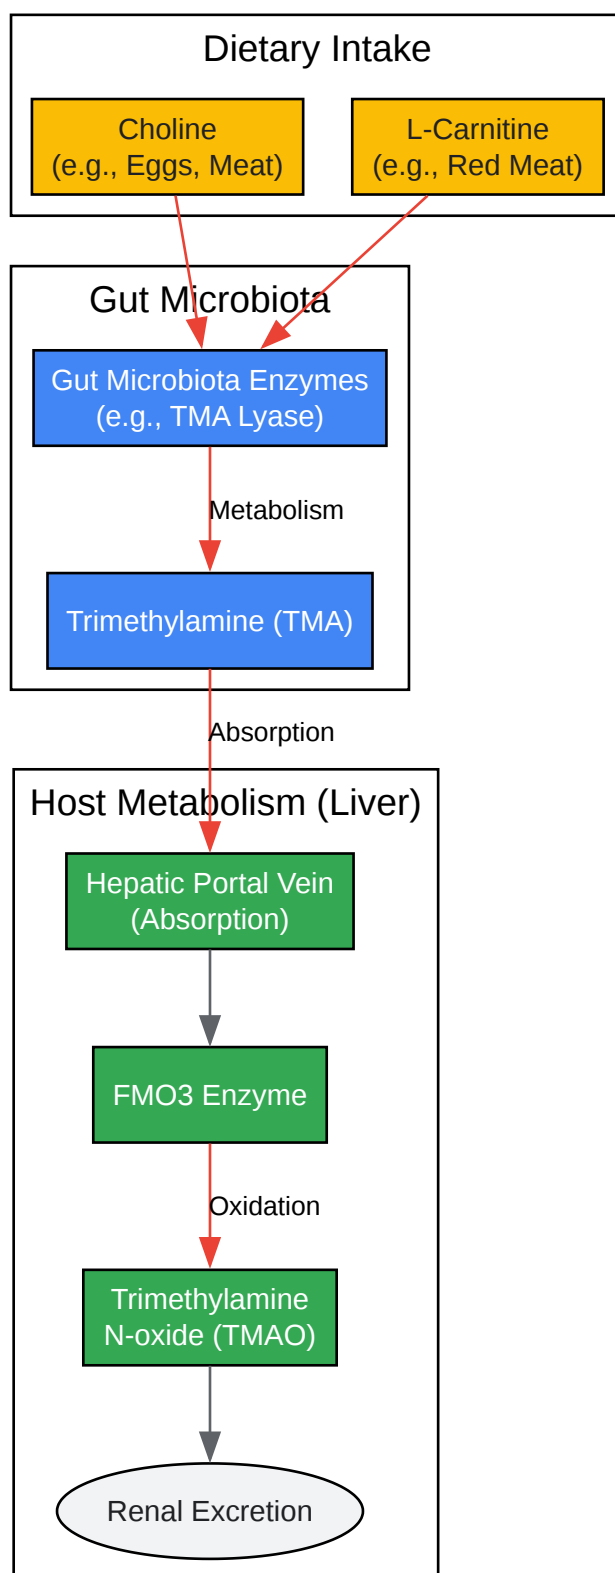 Dietary Intake
Choline
(e.g., Eggs, Meat)
L-Carnitine
(e.g., Red Meat)
Gut Microbiota
Gut Microbiota Enzymes
(e.g., TMA Lyase)
Metabolism
Trimethylamine (TMA)
Absorption
Host Metabolism (Liver)
Hepatic Portal Vein
(Absorption)
FMO3 Enzyme
Oxidation
Trimethylamine
N-oxide (TMAO)
Renal Excretion